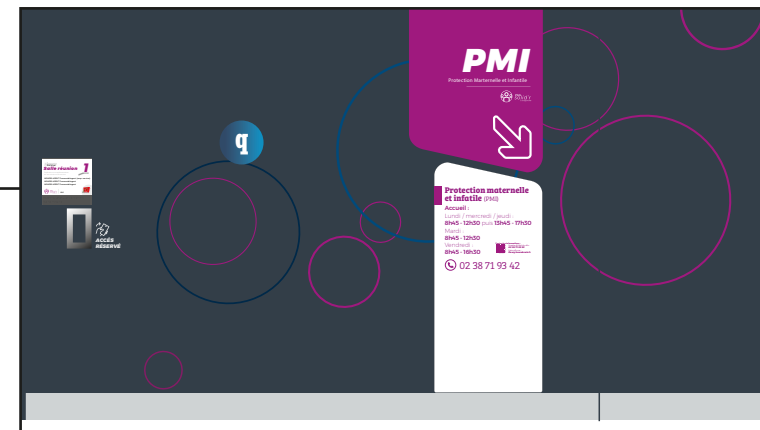 PMI
Protection Marternelle et Infantile
q
Salle réunion 1
ACCÈS
RÉSERVÉ
Protection maternelle
et infatile (PMI)
Accueil :
Lundi / mercredi / jeudi :
8h45 - 12h30 puis 13h45 - 17h30
Mardi :
8h45 - 12h30
Vendredi :
8h45 - 16h30
02 38 71 93 42